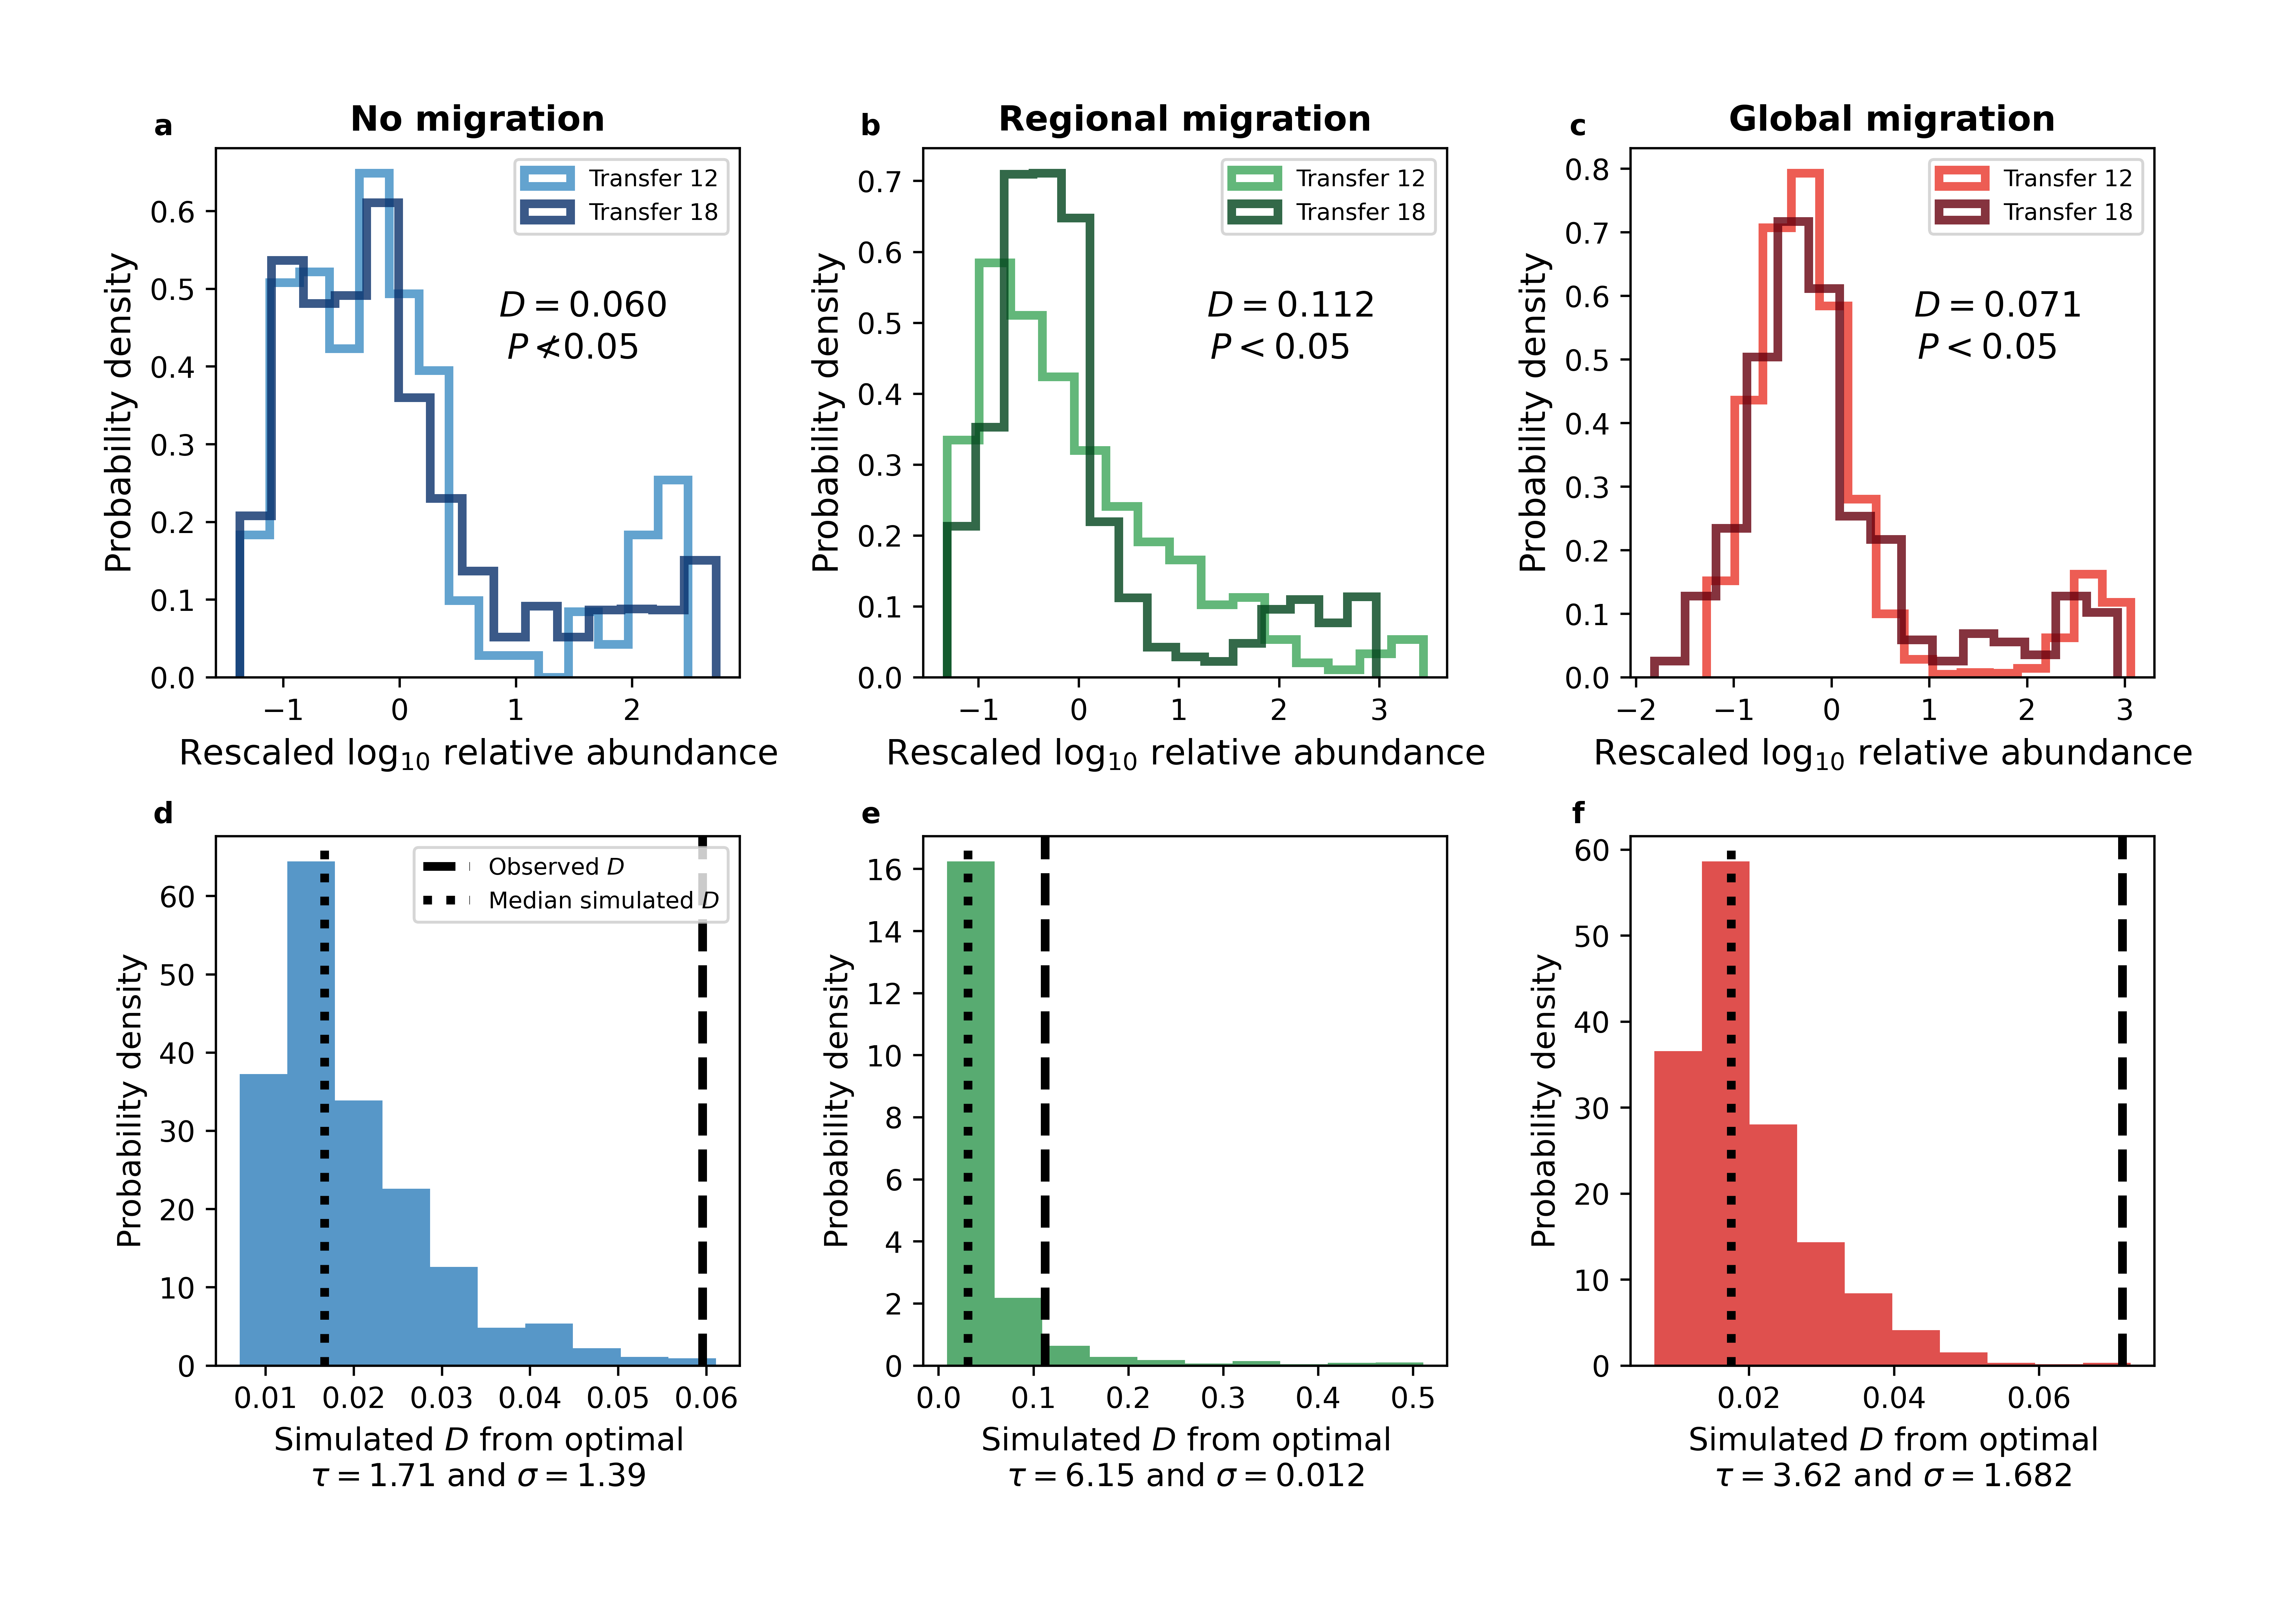 a
No migration
Transfer 12
Transfer 18
D = 0.060
P ≮ 0.05
Probability density
0.0
0.1
0.2
0.3
0.4
0.5
0.6
−1
0
1
2
Rescaled log₁₀ relative abundance
b
Regional migration
Transfer 12
Transfer 18
D = 0.112
P < 0.05
Probability density
0.0
0.1
0.2
0.3
0.4
0.5
0.6
0.7
−1
0
1
2
3
Rescaled log₁₀ relative abundance
c
Global migration
Transfer 12
Transfer 18
D = 0.071
P < 0.05
Probability density
0.0
0.1
0.2
0.3
0.4
0.5
0.6
0.7
0.8
−2
−1
0
1
2
3
Rescaled log₁₀ relative abundance
d
Observed D
Median simulated D
Probability density
0
10
20
30
40
50
60
0.01
0.02
0.03
0.04
0.05
0.06
Simulated D from optimal
τ = 1.71 and σ = 1.39
e
Probability density
0
2
4
6
8
10
12
14
16
0.0
0.1
0.2
0.3
0.4
0.5
Simulated D from optimal
τ = 6.15 and σ = 0.012
f
Probability density
0
10
20
30
40
50
60
0.02
0.04
0.06
Simulated D from optimal
τ = 3.62 and σ = 1.682